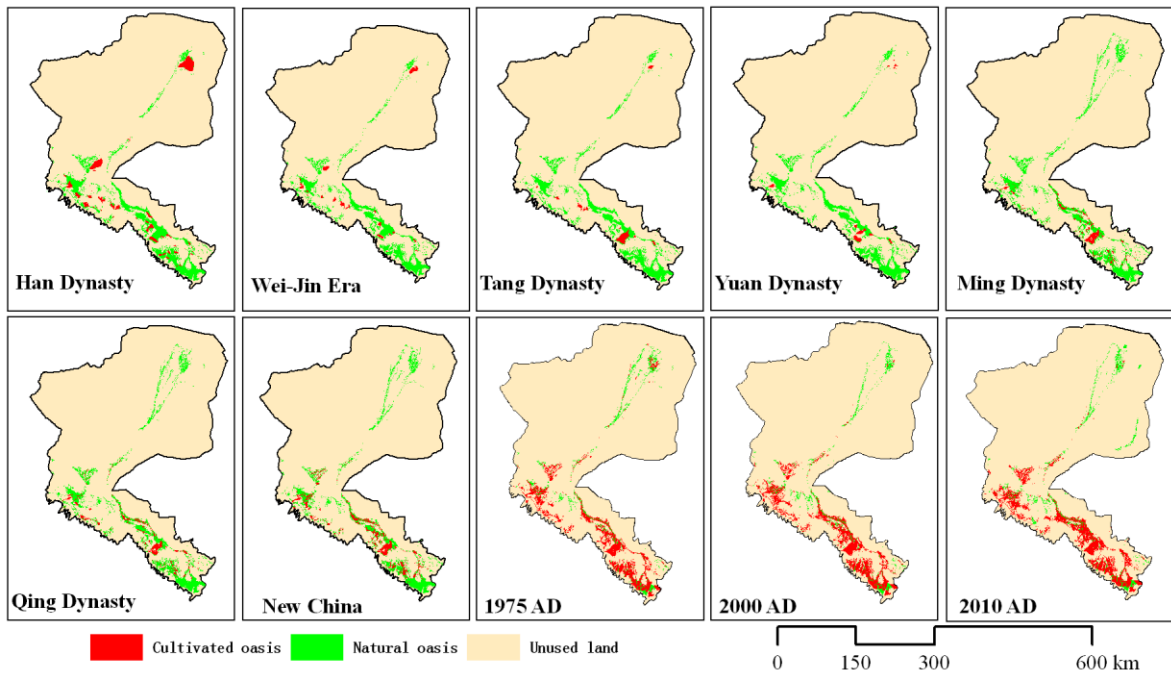 Han Dynasty
Wei-Jin Era
Tang Dynasty
Yuan Dynasty
Ming Dynasty
Qing Dynasty
New China
1975 AD
2000 AD
2010 AD
Cultivated oasis
Natural oasis
Unused land
0 150 300 600 km